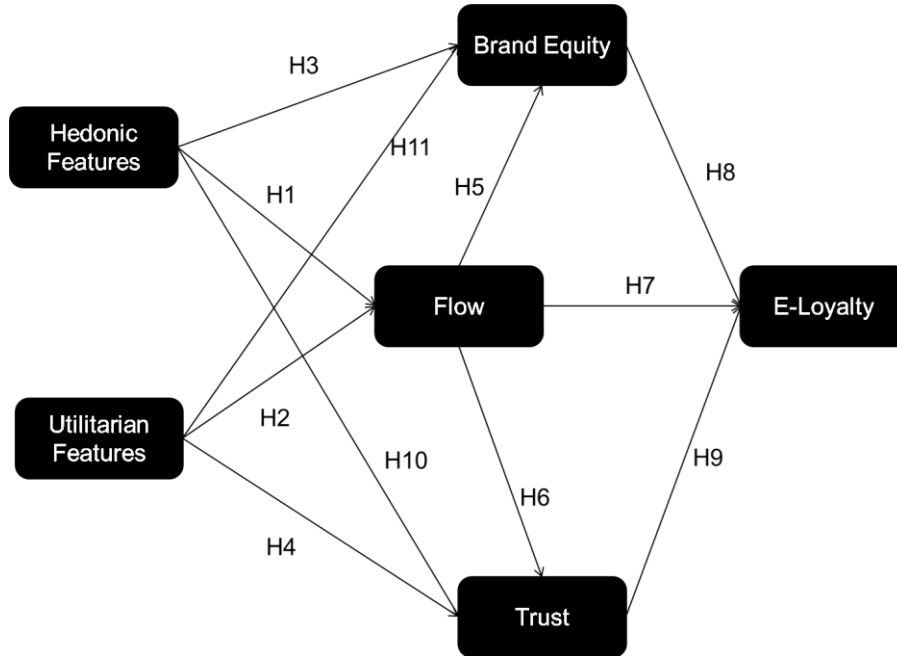 Brand Equity
H3
Hedonic
Features
H11
H1
H5
H8
Flow
H7
E-Loyalty
Utilitarian
Features
H2
H10
H9
H6
H4
Trust